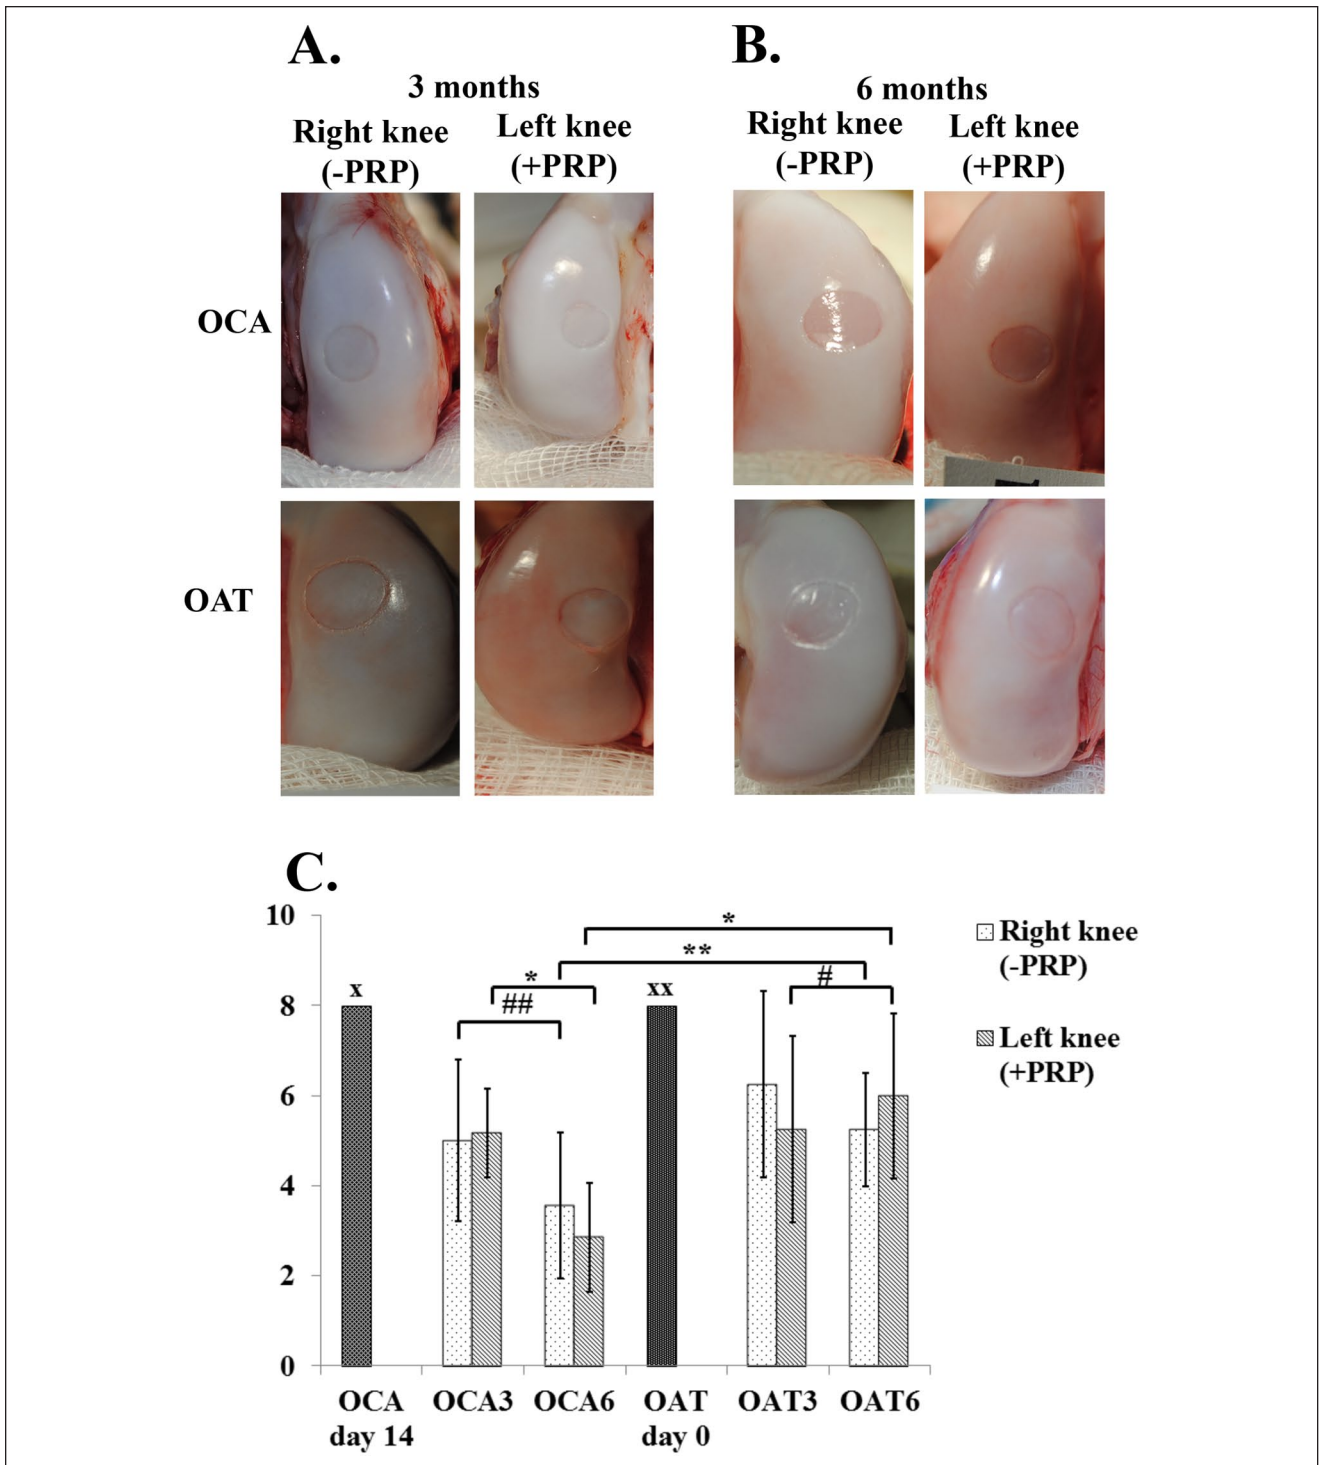 A.
3 months
Right knee
(-PRP)
Left knee
(+PRP)
B.
6 months
Right knee
(-PRP)
Left knee
(+PRP)
OCA
OAT
C.
10
8
6
4
2
0
x
##
*
xx
**
*
#
Right knee
(-PRP)
Left knee
(+PRP)
OCA
day 14
OCA3
OCA6
OAT
day 0
OAT3
OAT6